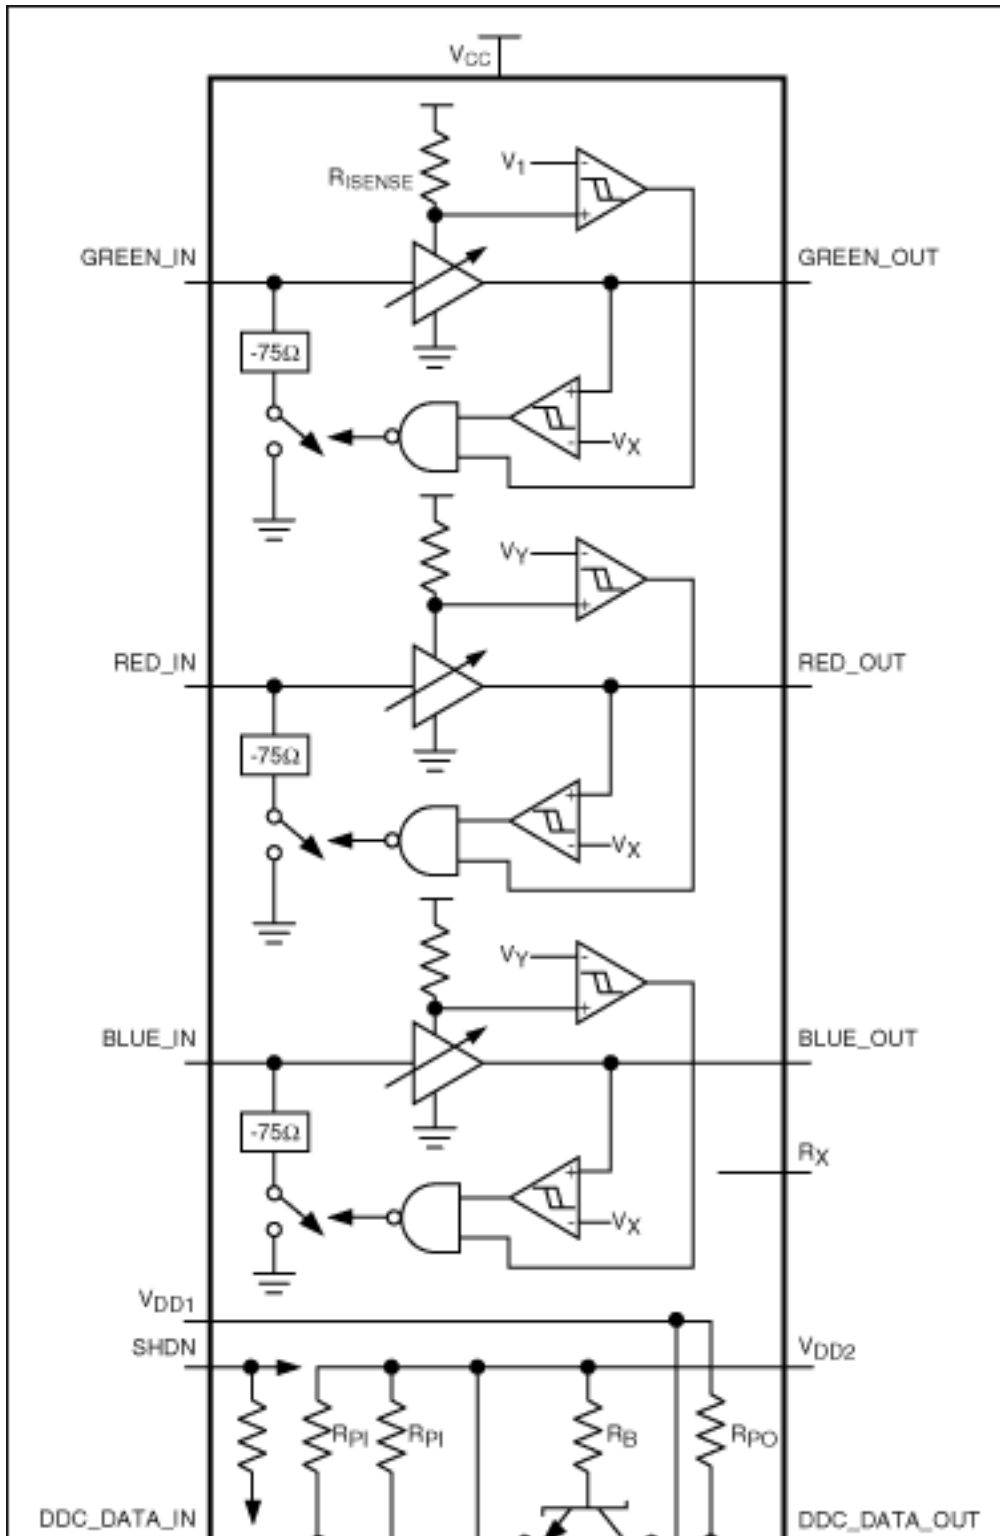 VCC
V1
RISENSE
- +
GREEN_IN
GREEN_OUT
-75Ω
+
- VX
VY
- +
RED_IN
RED_OUT
-75Ω
+
- VX
VY
- +
BLUE_IN
BLUE_OUT
-75Ω
RX
+
- VX
VDD1
SHDN
VDD2
RPI
RPI
RB
RPO
DDC_DATA_IN
DDC_DATA_OUT